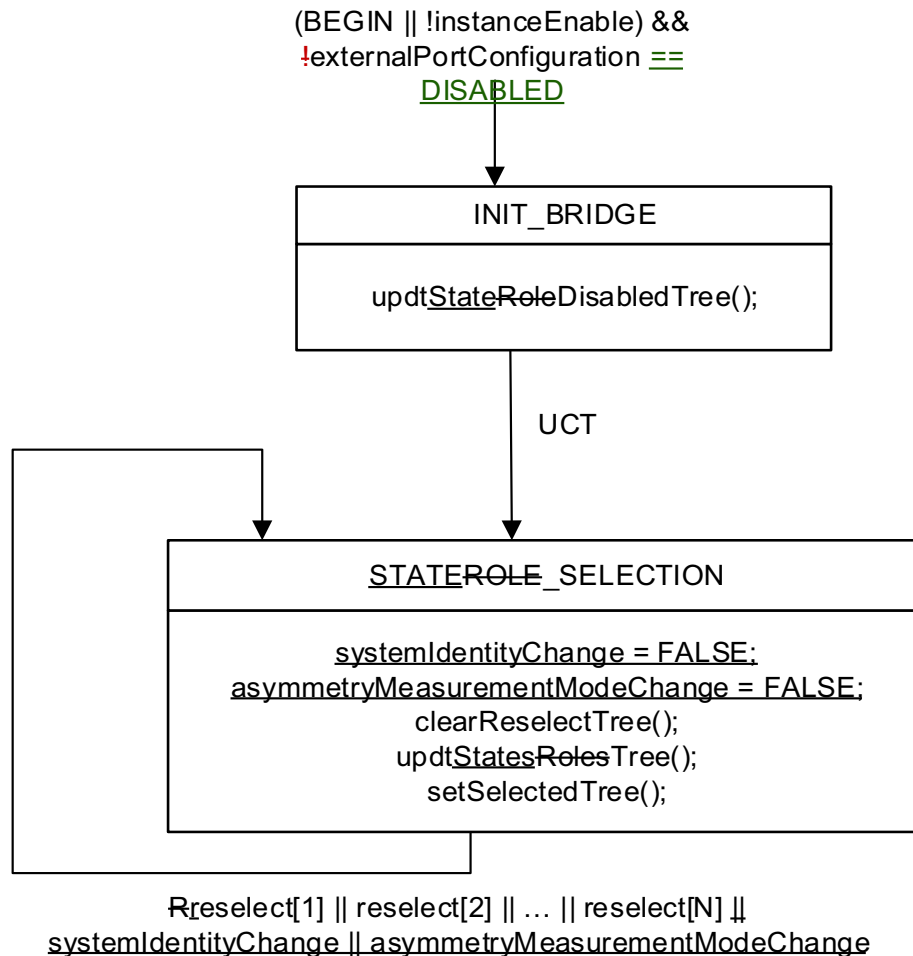 (BEGIN || !instanceEnable) &&
!externalPortConfiguration ==
DISABLED
INIT_BRIDGE
updtStateRoleDisabledTree();
UCT
STATEROLE_SELECTION
systemIdentityChange = FALSE;
asymmetryMeasurementModeChange = FALSE;
clearReselectTree();
updtStatesRolesTree();
setSelectedTree();
Rreselect[1] || reselect[2] || … || reselect[N] ||
systemIdentityChange || asymmetryMeasurementModeChange